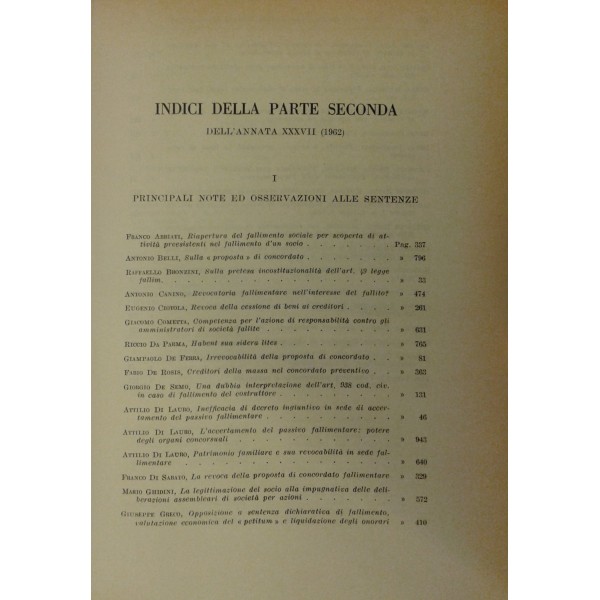 INDICI DELLA PARTE SECONDA
DELL'ANNATA XXXVII (1962)
I
PRINCIPALI NOTE ED OSSERVAZIONI ALLE SENTENZE
FRANCO ABBIATI, Riapertura del fallimento sociale per scoperta di at-
tività preesistenti nel fallimento d'un socio . . . . . . . Pag. 337
ANTONIO BELLI, Sulla « proposta » di concordato . . . . . . » 796
RAFFAELLO BRONZINI, Sulla pretesa incostituzionalità dell'art. 49 legge
fallim. . . . . . . . . . . . . . . . . » 53
ANTONIO CANINO, Revocatoria fallimentare nell'interesse del fallito? » 474
EUGENIO CIOTOLA, Revoca della cessione di beni ai creditori . . . . » 261
GIACOMO COMETTA, Competenza per l'azione di responsabilità contro gli
amministratori di società fallite . . . . . . . . . » 631
RICCIO DA PARMA, Habent sua sidera lites . . . . . . . . » 765
GIAMPAOLO DE FERRA, Irrevocabilità della proposta di concordato . . . » 81
FABIO DE ROSIS, Creditori della massa nel concordato preventivo . . . » 303
GIORGIO DE SEMO, Una dubbia interpretazione dell'art. 938 cod. civ.
in caso di fallimento del costruttore . . . . . . . . » 131
ATTILIO DI LAURO, Inefficacia di decreto ingiuntivo in sede di accer-
tamento del passivo fallimentare . . . . . . . . . » 46
ATTILIO DI LAURO, L'accertamento del passivo fallimentare: potere
degli organi concorsuali . . . . . . . . . . . » 943
ATTILIO DI LAURO, Patrimonio familiare e sua revocabilità in sede fal-
limentare . . . . . . . . . . . . . . . » 640
FRANCO DI SABATO, La revoca della proposta di concordato fallimentare » 329
MARIO GHIDINI, La legittimazione del socio alla impugnativa delle deli-
berazioni assembleari di società per azioni . . . . . . » 572
GIUSEPPE GRECO, Opposizione a sentenza dichiarativa di fallimento,
valutazione economica del « petitum » e liquidazione degli onorari » 410